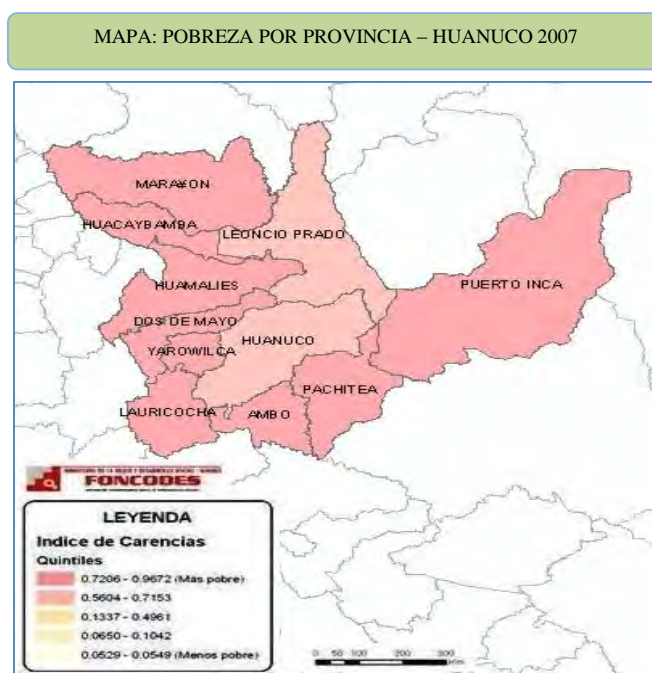 MAPA: POBREZA POR PROVINCIA – HUANUCO 2007
MARA¥ON
HUACAYBAMBA
LEONCIO PRADO
HUAMALIES
PUERTO INCA
DOS DE MAYO
HUANUCO
YAROWILCA
PACHITEA
LAURICOCHA
AMBO
FONCODES
LEYENDA
Indice de Carencias
Quintiles
0.7206 - 0.9672 (Más pobre)
0.5604 - 0.7153
0.1337 - 0.4961
0.0650 - 0.1042
0.0529 - 0.0549 (Menos pobre)
0 50 100 200 300